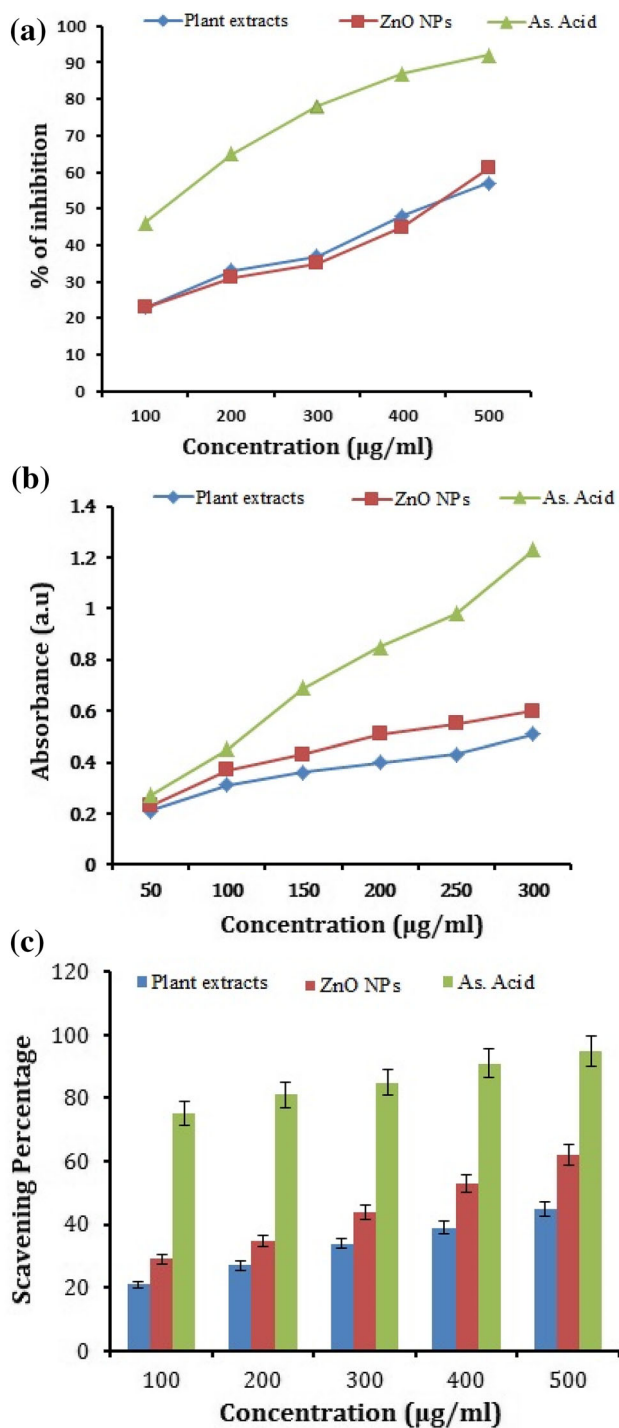 (a)
Plant extracts ZnO NPs As. Acid
% of inhibition
100
90
80
70
60
50
40
30
20
10
0
100 200 300 400 500
Concentration (µg/ml)
(b)
Plant extracts ZnO NPs As. Acid
Absorbance (a.u)
1.4
1.2
1
0.8
0.6
0.4
0.2
0
50 100 150 200 250 300
Concentration (µg/ml)
(c)
Plant extracts ZnO NPs As. Acid
Scavening Percentage
120
100
80
60
40
20
0
100 200 300 400 500
Concentration (µg/ml)